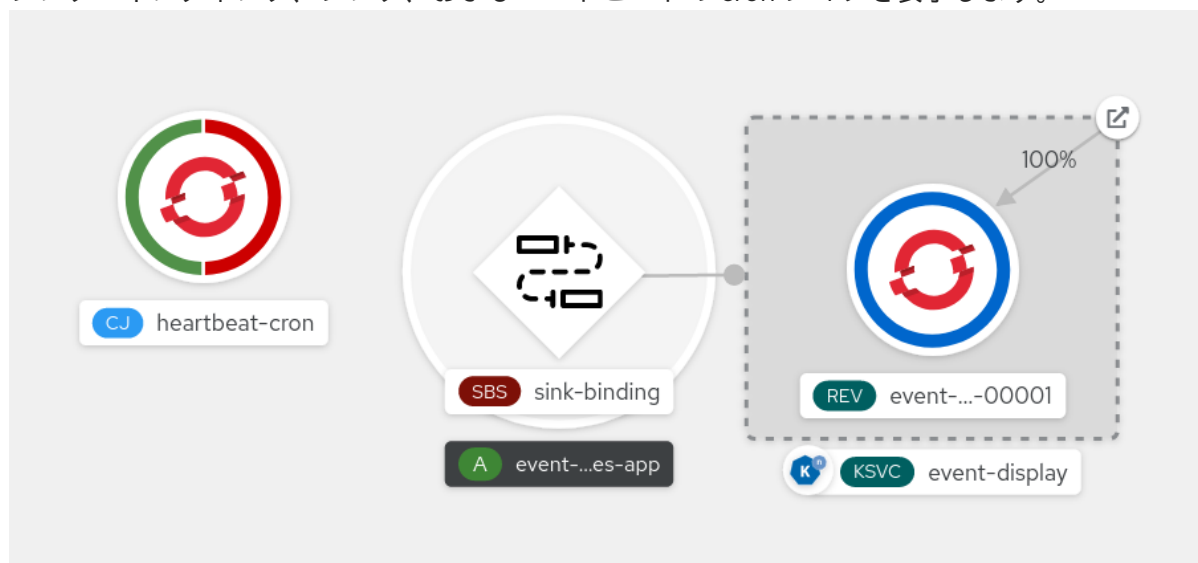 100%
CJ heartbeat-cron
SBS sink-binding
REV event-...-00001
A event-...es-app
K n KSVC event-display